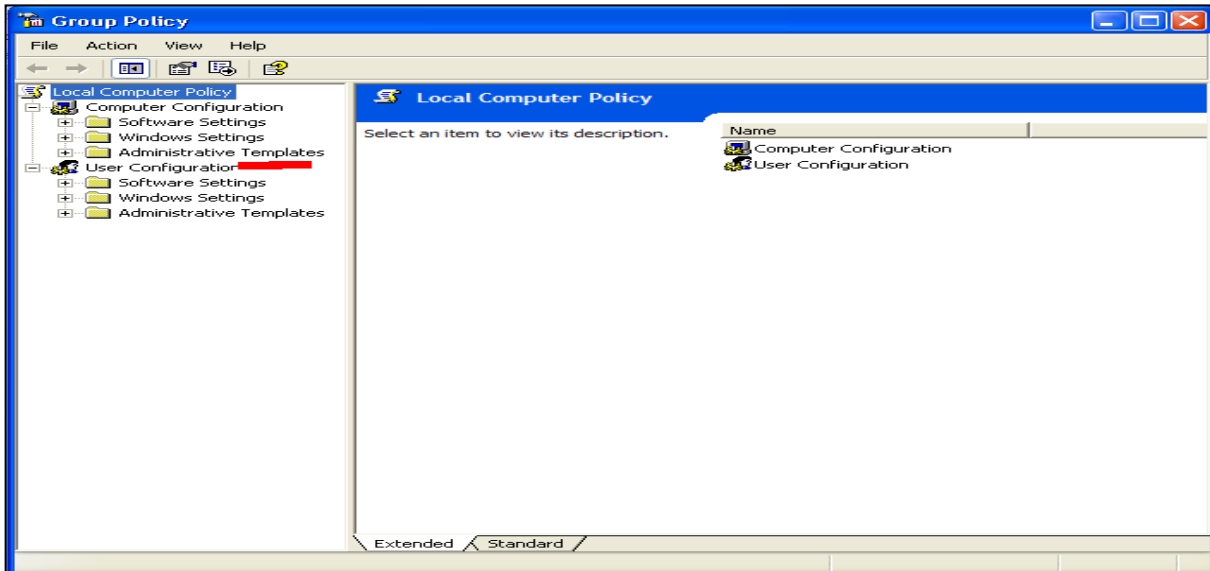 Group Policy
File Action View Help
Local Computer Policy
Computer Configuration
Software Settings
Windows Settings
Administrative Templates
User Configuration
Software Settings
Windows Settings
Administrative Templates
Local Computer Policy
Select an item to view its description.
Name
Computer Configuration
User Configuration
Extended Standard